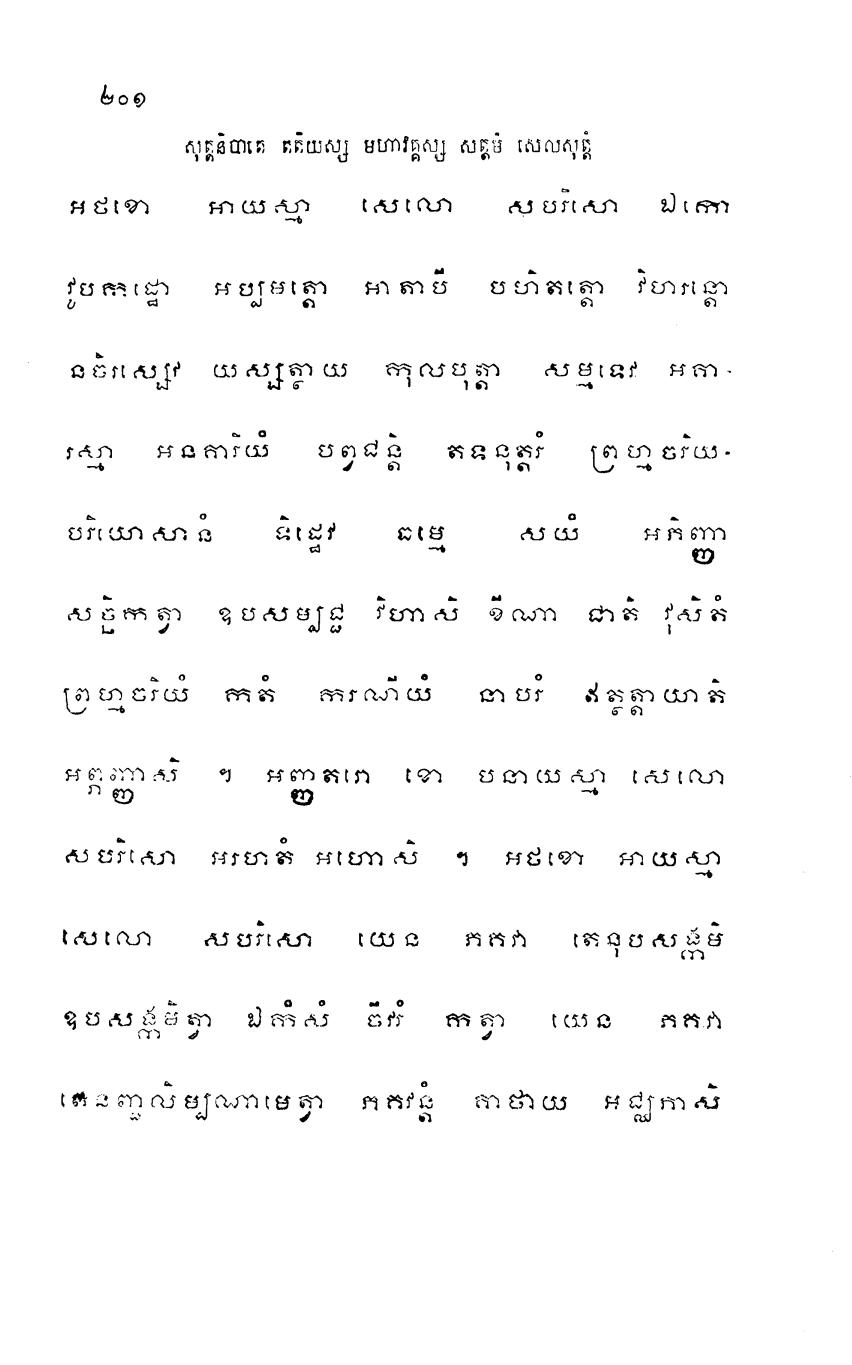 ២០១
សុត្តនិបាតេ តតិយស្ស មហាវគ្គស្ស សត្តមំ សេលសុត្តំ
អថខោ អាយស្មា សេលោ សបរិសោ ឯកោ
វូបកដ្ឋោ អប្បមត្តោ អាតាបី បហិតត្តោ វិហរន្តោ
នចិរស្សេវ យស្សត្ថាយ កុលបុត្តា សម្មទេវ អគា-
រស្មា អនគារិយំ បព្វជន្តិ តទនុត្តរំ ព្រហ្មចរិយ-
បរិយោសានំ ទិដ្ឋេវ ធម្មេ សយំ អភិញ្ញា
សច្ឆិកត្វា ឧបសម្បជ្ជ វិហាសិ ខីណា ជាតិ វុសិតំ
ព្រហ្មចរិយំ កតំ ករណីយំ នាបរំ ឥត្ថត្តាយាតិ
អព្ភញ្ញាសិ ។ អញ្ញតរោ ខោ បនាយស្មា សេលោ
សបរិសោ អរហតំ អហោសិ ។ អថខោ អាយស្មា
សេលោ សបរិសោ យេន ភគវា តេនុបសង្កមិ
ឧបសង្កមិត្វា ឯកំសំ ចីវរំ កត្វា យេន ភគវា
តេនញ្ជលិម្បណាមេត្វា ភគវន្តំ គាថាយ អជ្ឈភាសិ